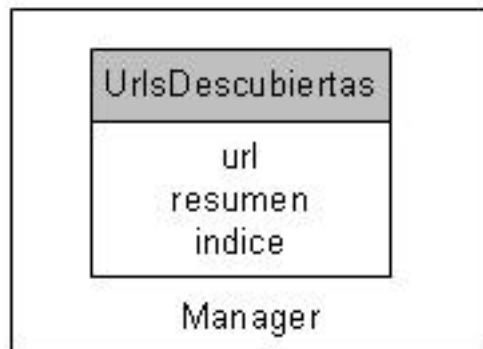 UrlsDescubiertas
url
resumen
indice
Manager